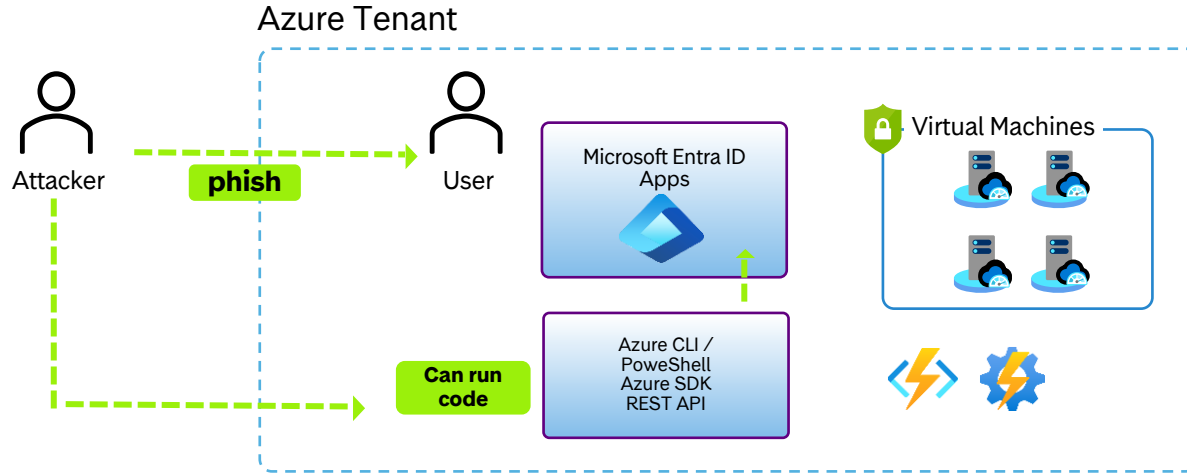 Azure Tenant
Attacker
phish
User
Microsoft Entra ID
Apps
Virtual Machines
Can run
code
Azure CLI /
PoweShell
Azure SDK
REST API